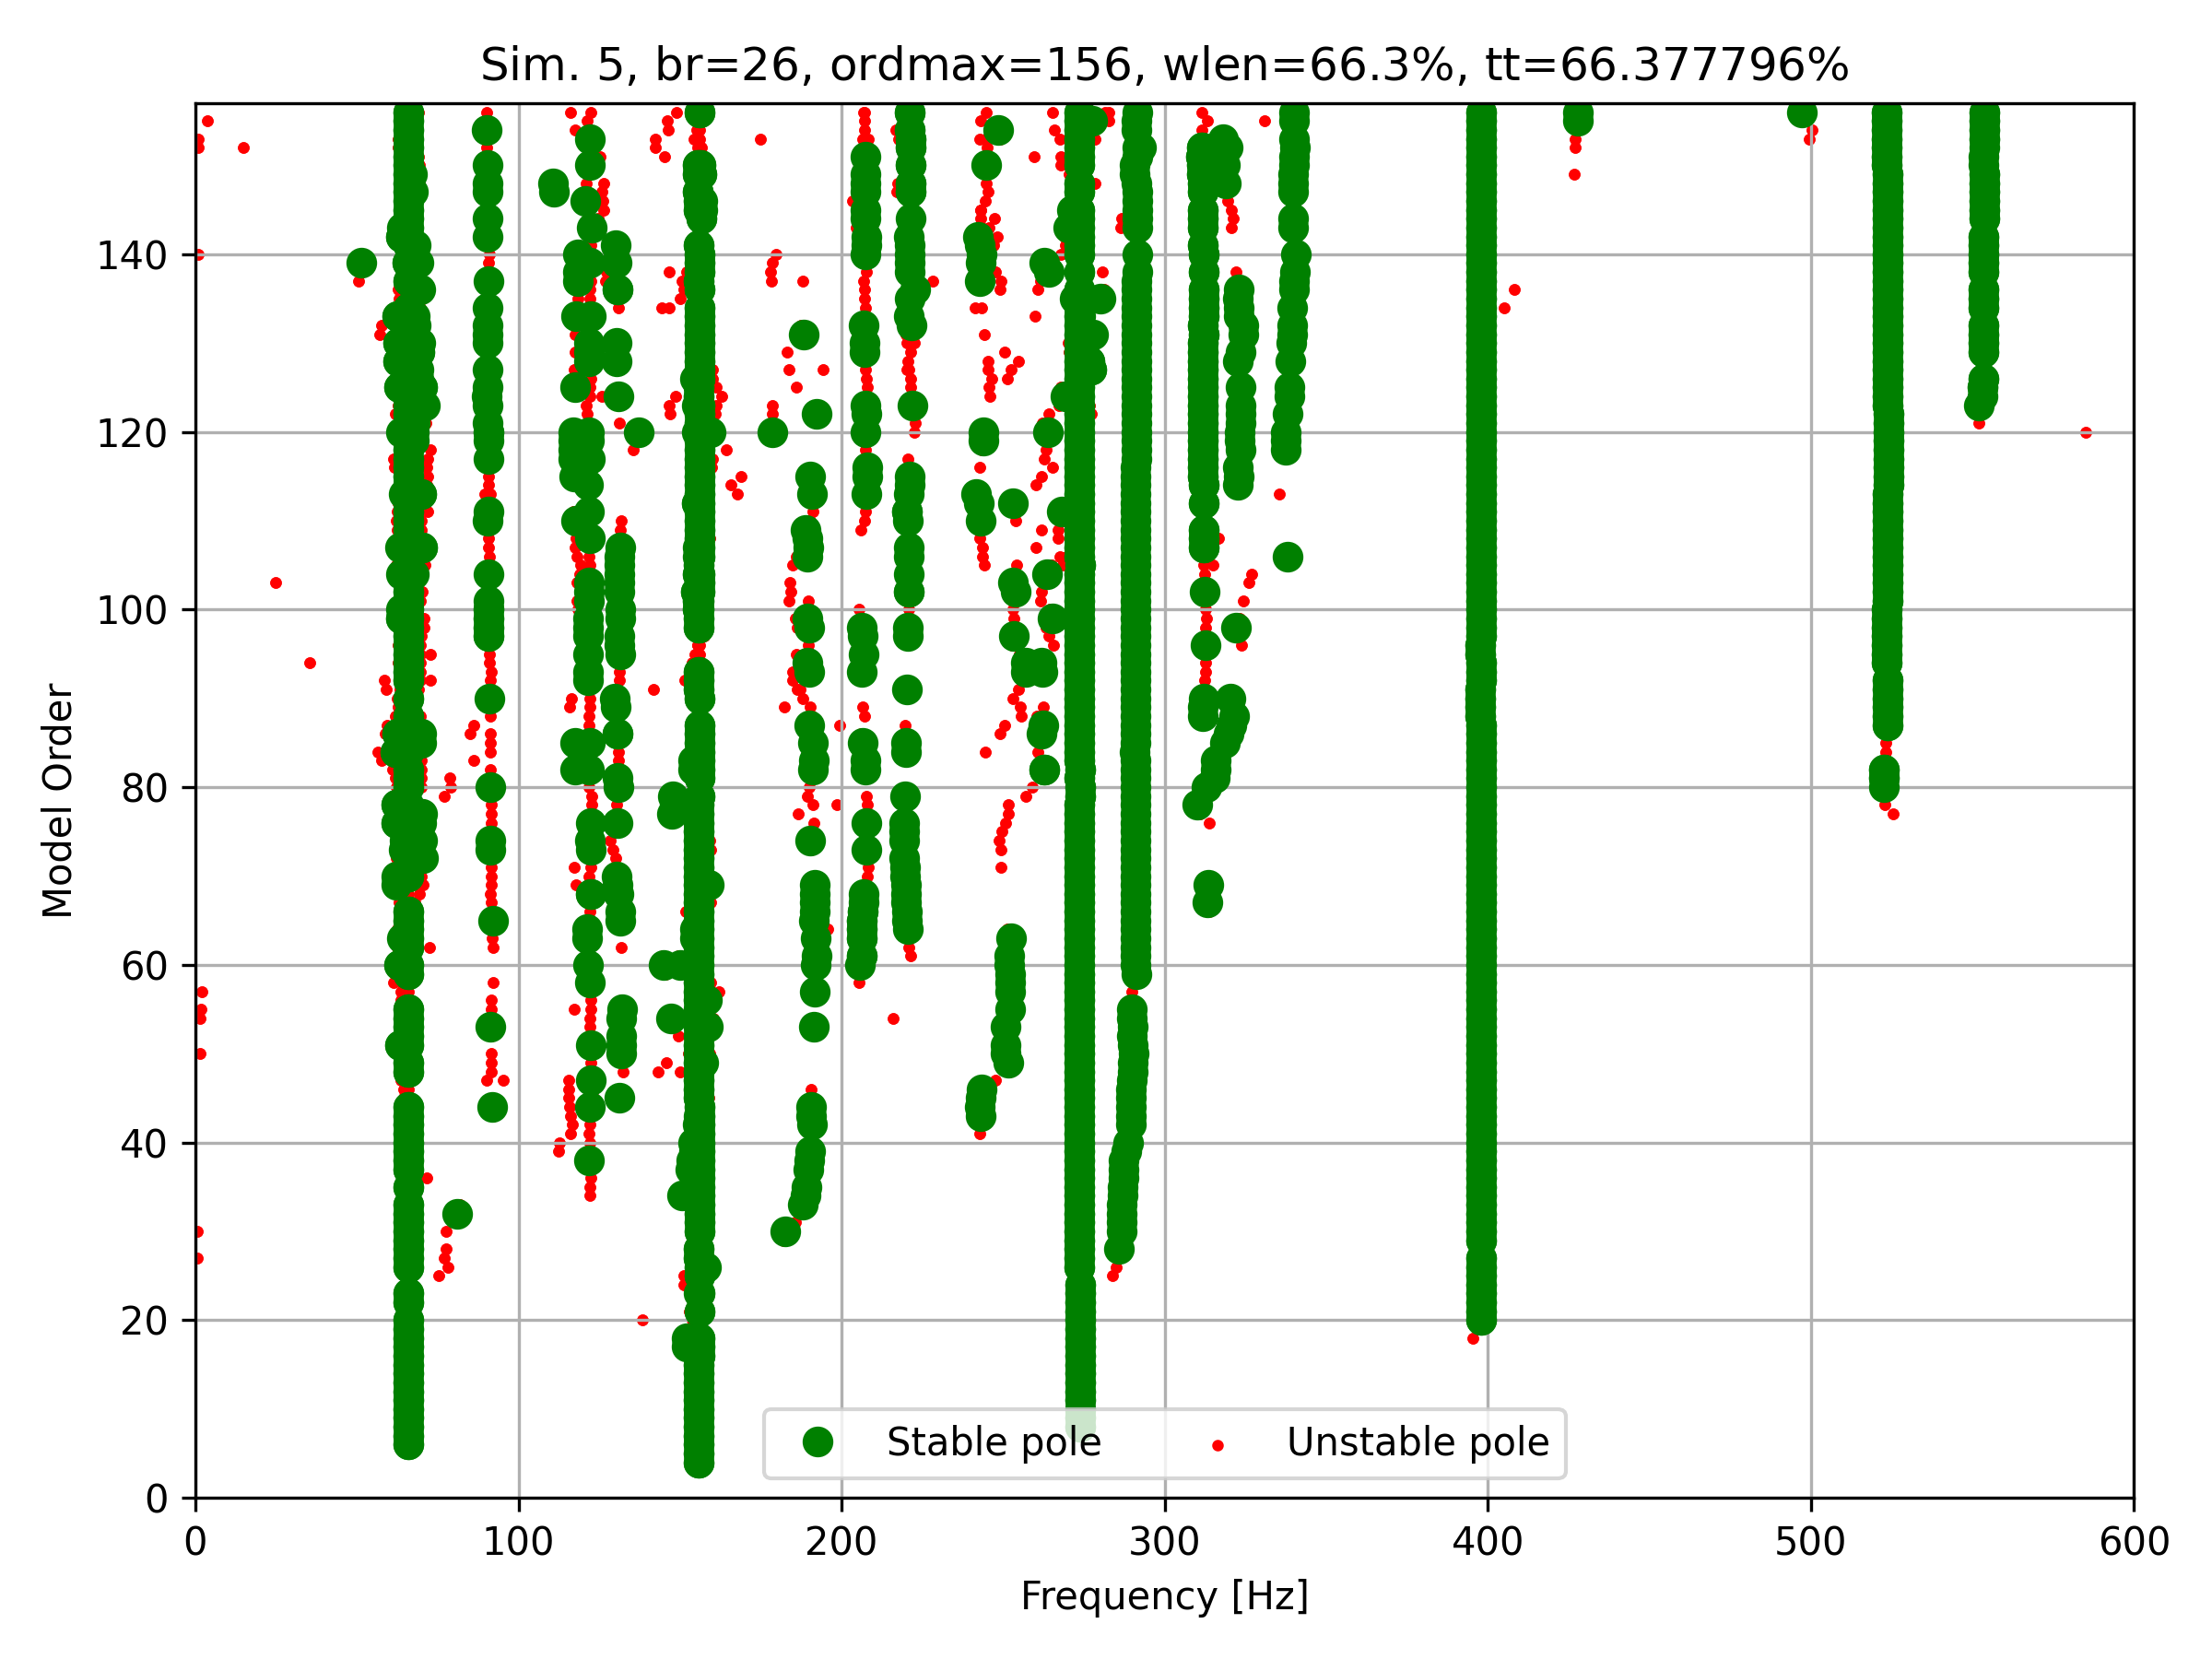 Sim. 5, br=26, ordmax=156, wlen=66.3%, tt=66.377796%
Model Order
140
120
100
80
60
40
20
0
Stable pole Unstable pole
0 100 200 300 400 500 600
Frequency [Hz]